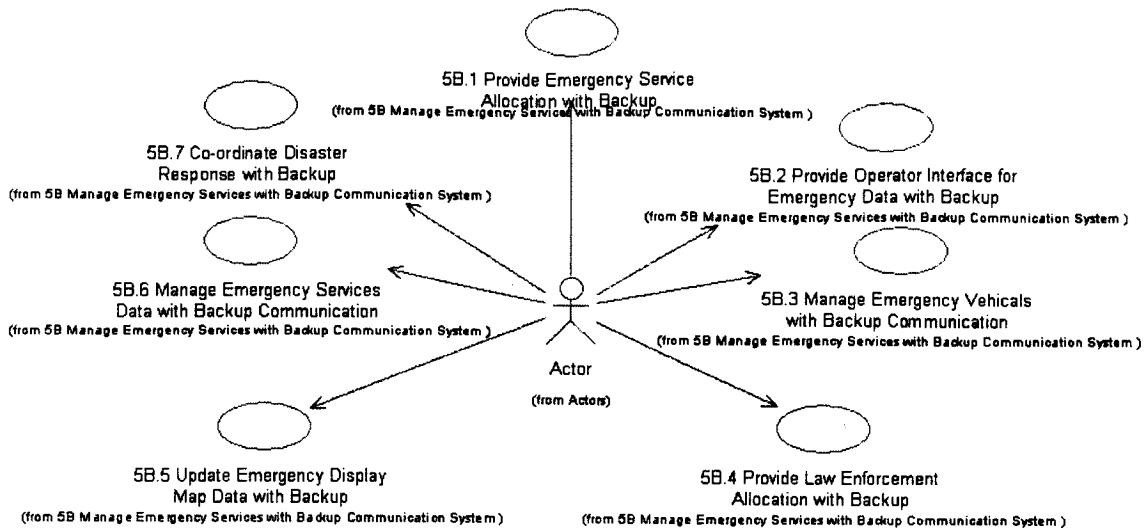 5B.1 Provide Emergency Service
Allocation with Backup
(from 5B Manage Emergency Services with Backup Communication System )
5B.7 Co-ordinate Disaster
Response with Backup
(from 5B Manage Emergency Services with Backup Communication System )
5B.2 Provide Operator Interface for
Emergency Data with Backup
(from 5B Manage Emergency Services with Backup Communication System )
5B.6 Manage Emergency Services
Data with Backup Communication
(from 5B Manage Emergency Services with Backup Communication System )
5B.3 Manage Emergency Vehicals
with Backup Communication
(from 5B Manage Emergency Services with Backup Communication System )
Actor
(from Actors)
5B.5 Update Emergency Display
Map Data with Backup
(from 5B Manage Emergency Services with Backup Communication System )
5B.4 Provide Law Enforcement
Allocation with Backup
(from 5B Manage Emergency Services with Backup Communication System )